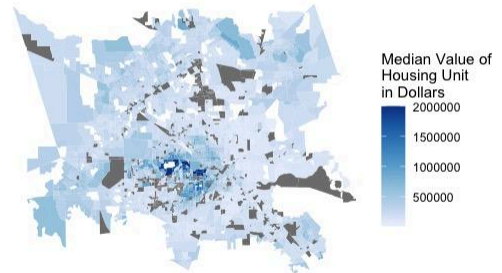 Median Value of
Housing Unit
in Dollars
2000000
1500000
1000000
500000